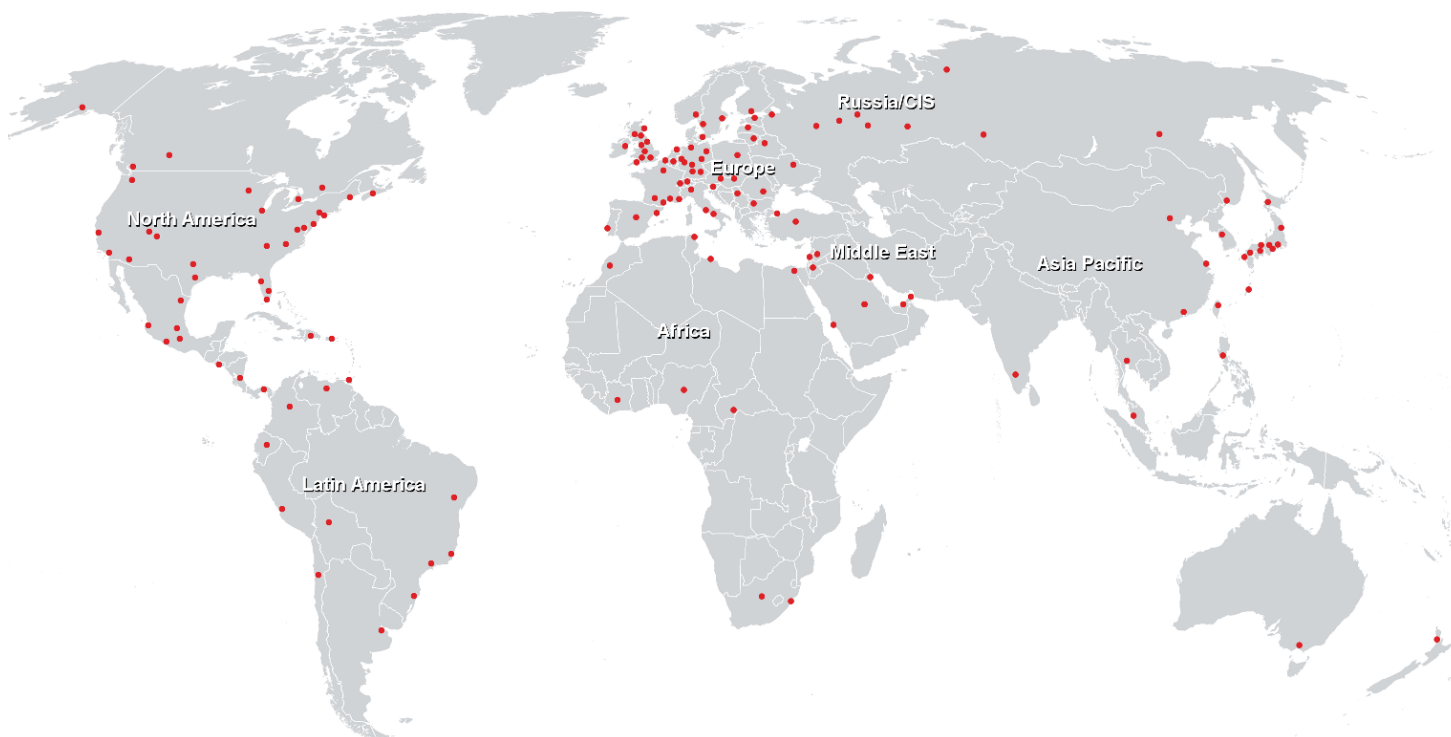 Russia/CIS
Europe
North America
Middle East
Asia Pacific
Africa
Latin America